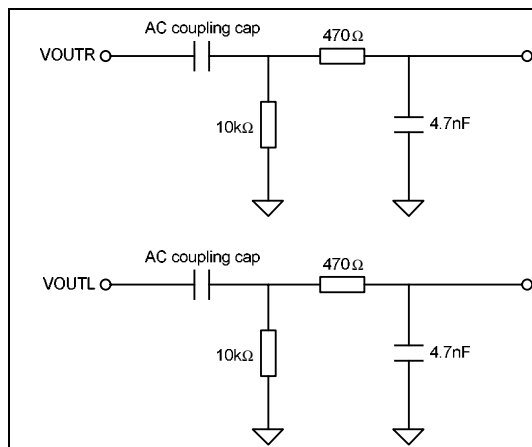 AC coupling cap
470Ω
VOUTR
10kΩ
4.7nF
AC coupling cap
470Ω
VOUTL
10kΩ
4.7nF